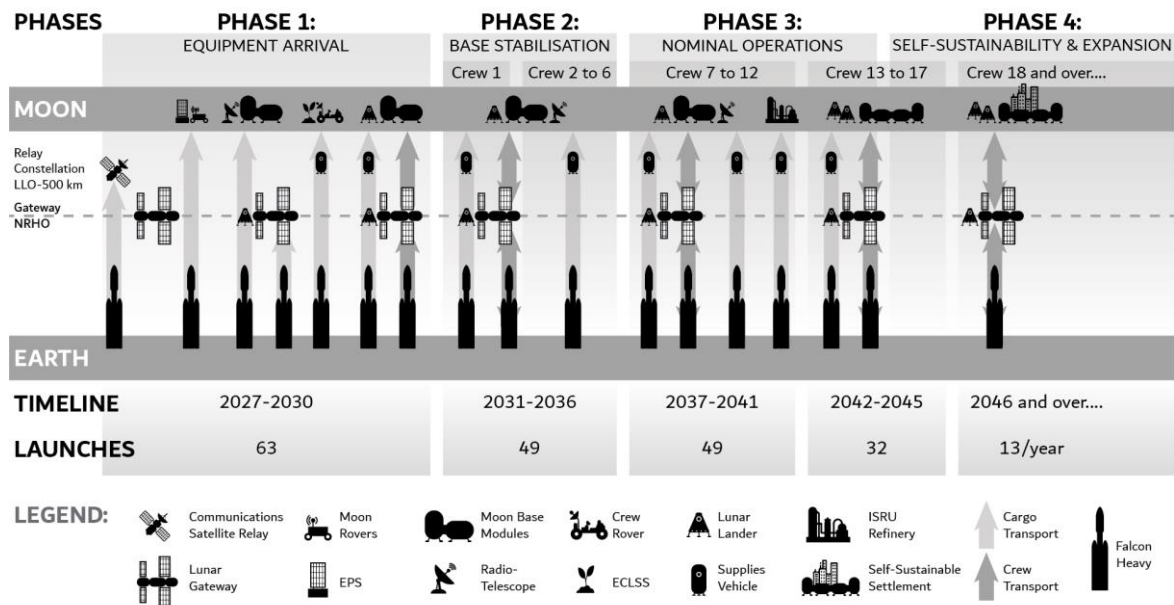 PHASES
PHASE 1:
PHASE 2:
PHASE 3:
PHASE 4:
EQUIPMENT ARRIVAL
BASE STABILISATION
NOMINAL OPERATIONS
SELF-SUSTAINABILITY & EXPANSION
Crew 1
Crew 2 to 6
Crew 7 to 12
Crew 13 to 17
Crew 18 and over....
MOON
Relay
Constellation
LLO-500 km
Gateway
NRHO
EARTH
TIMELINE
2027-2030
2031-2036
2037-2041
2042-2045
2046 and over....
LAUNCHES
63
49
49
32
13/year
LEGEND:
Communications
Satellite Relay
Moon
Rovers
Moon Base
Modules
Crew
Rover
Lunar
Lander
ISRU
Refinery
Cargo
Transport
Falcon
Heavy
Lunar
Gateway
EPS
Radio-
Telescope
ECLSS
Supplies
Vehicle
Self-Sustainable
Settlement
Crew
Transport